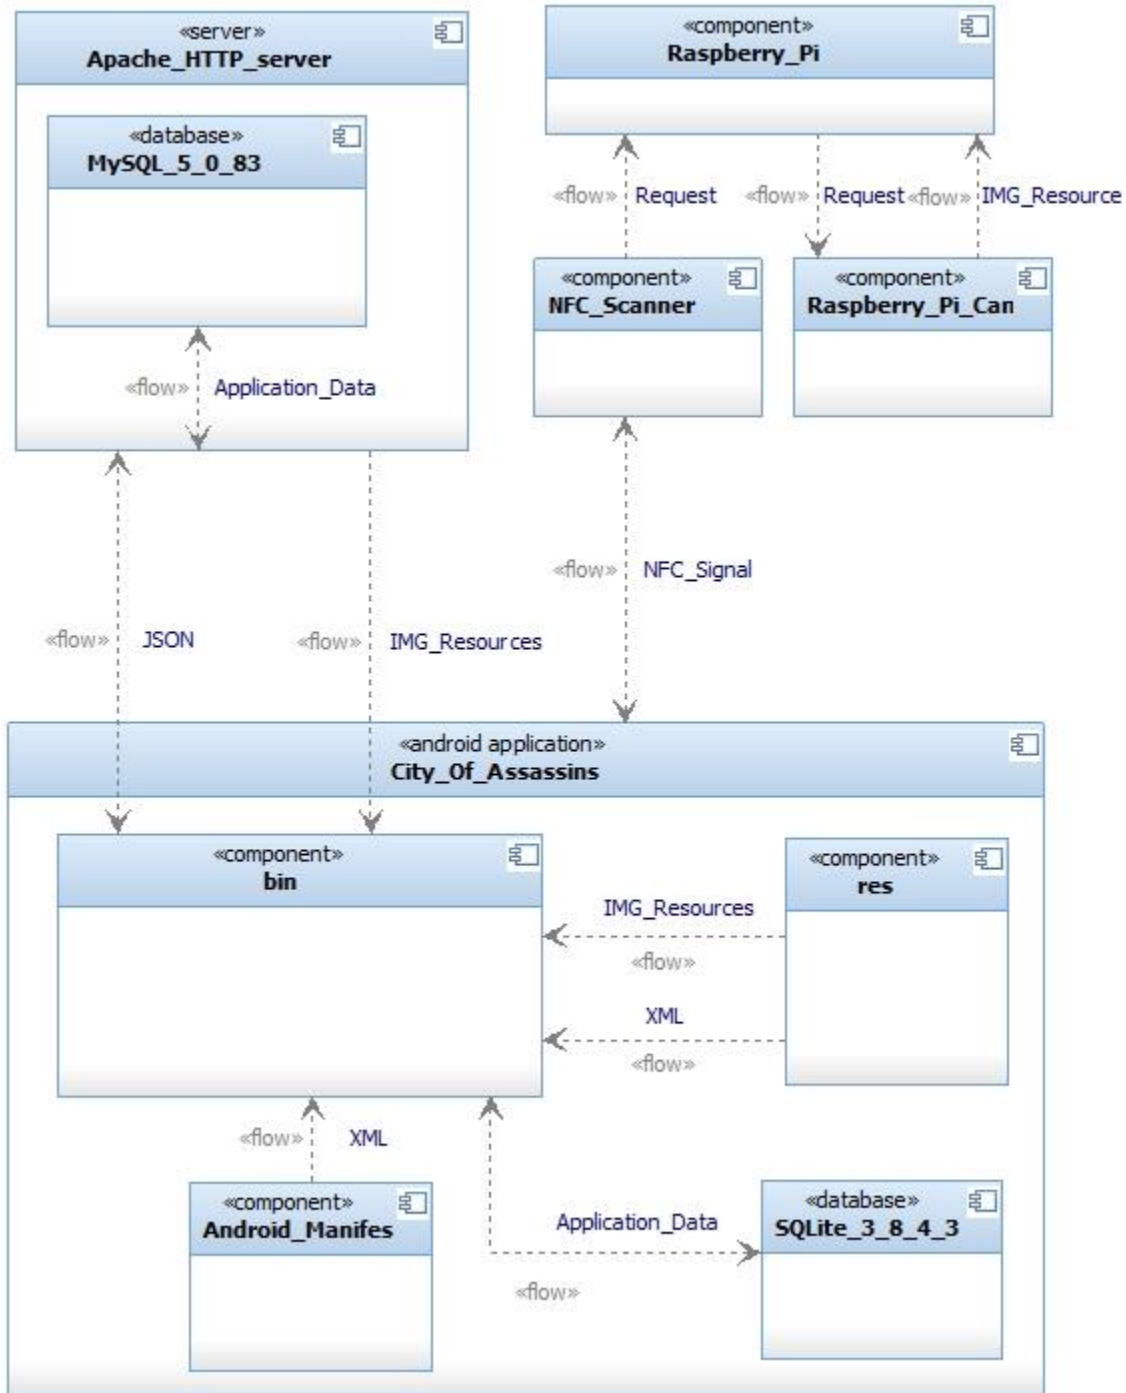 «server»
Apache_HTTP_server
«database»
MySQL_5_0_83
«flow» Application_Data
«component»
Raspberry_Pi
«flow» Request
«flow» Request
«flow» IMG_Resource
«component»
NFC_Scanner
«component»
Raspberry_Pi_Can
«flow» NFC_Signal
«flow» JSON
«flow» IMG_Resources
«android application»
City_Of_Assassins
«component»
bin
«component»
res
IMG_Resources
«flow»
XML
«flow»
«flow» XML
«component»
Android_Manifes
Application_Data
«flow»
«database»
SQLite_3_8_4_3